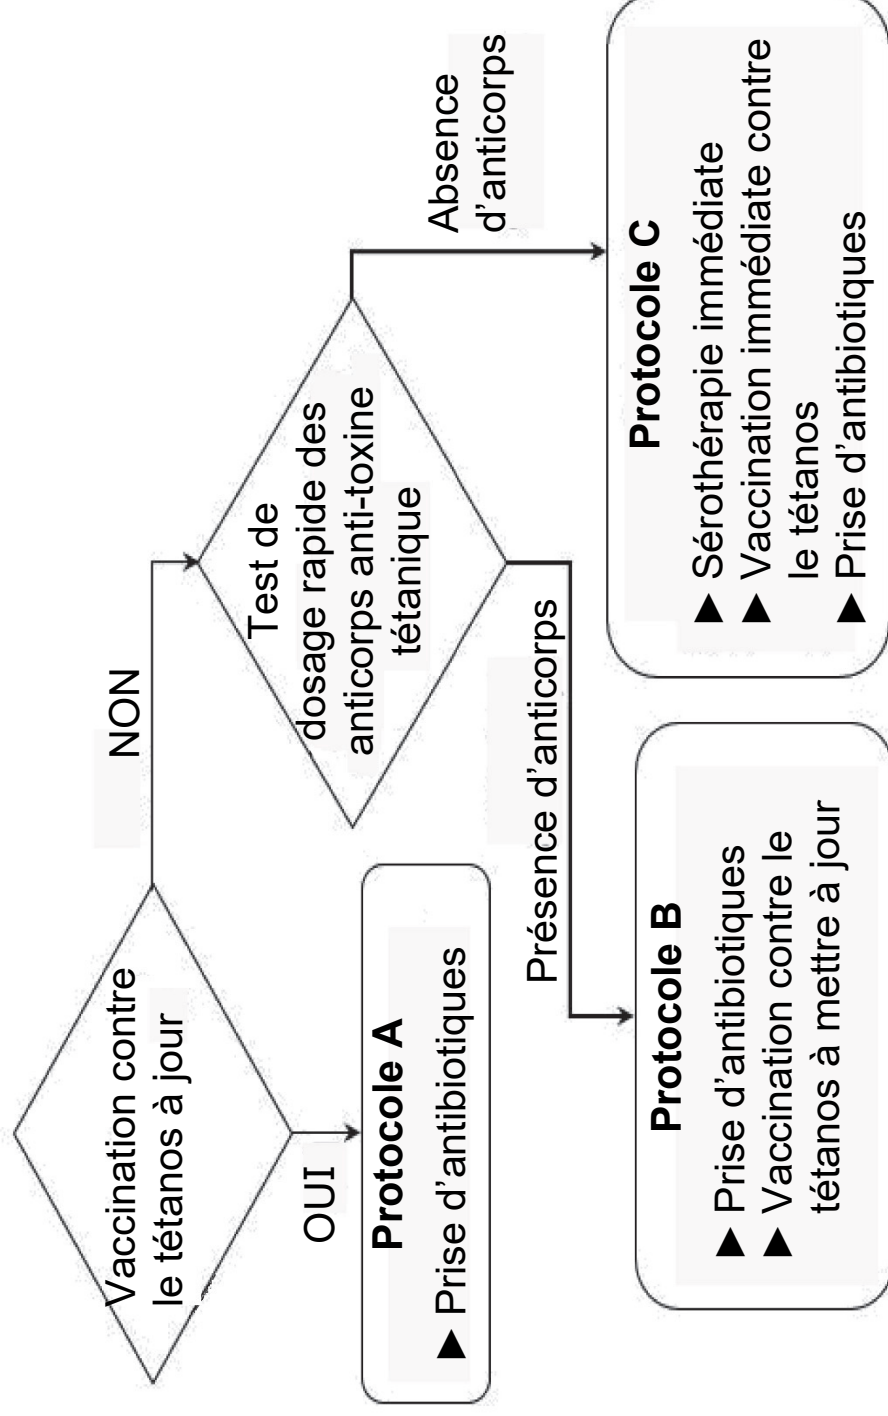 Vaccination contre
le tétanos à jour
NON
OUI
Test de
dosage rapide des
anticorps anti-toxine
tétanique
Protocole A
▶ Prise d'antibiotiques
Présence d'anticorps
Absence
d'anticorps
Protocole B
▶ Prise d'antibiotiques
▶ Vaccination contre le
tétanos à mettre à jour
Protocole C
▶ Sérothérapie immédiate
▶ Vaccination immédiate contre
le tétanos
▶ Prise d'antibiotiques